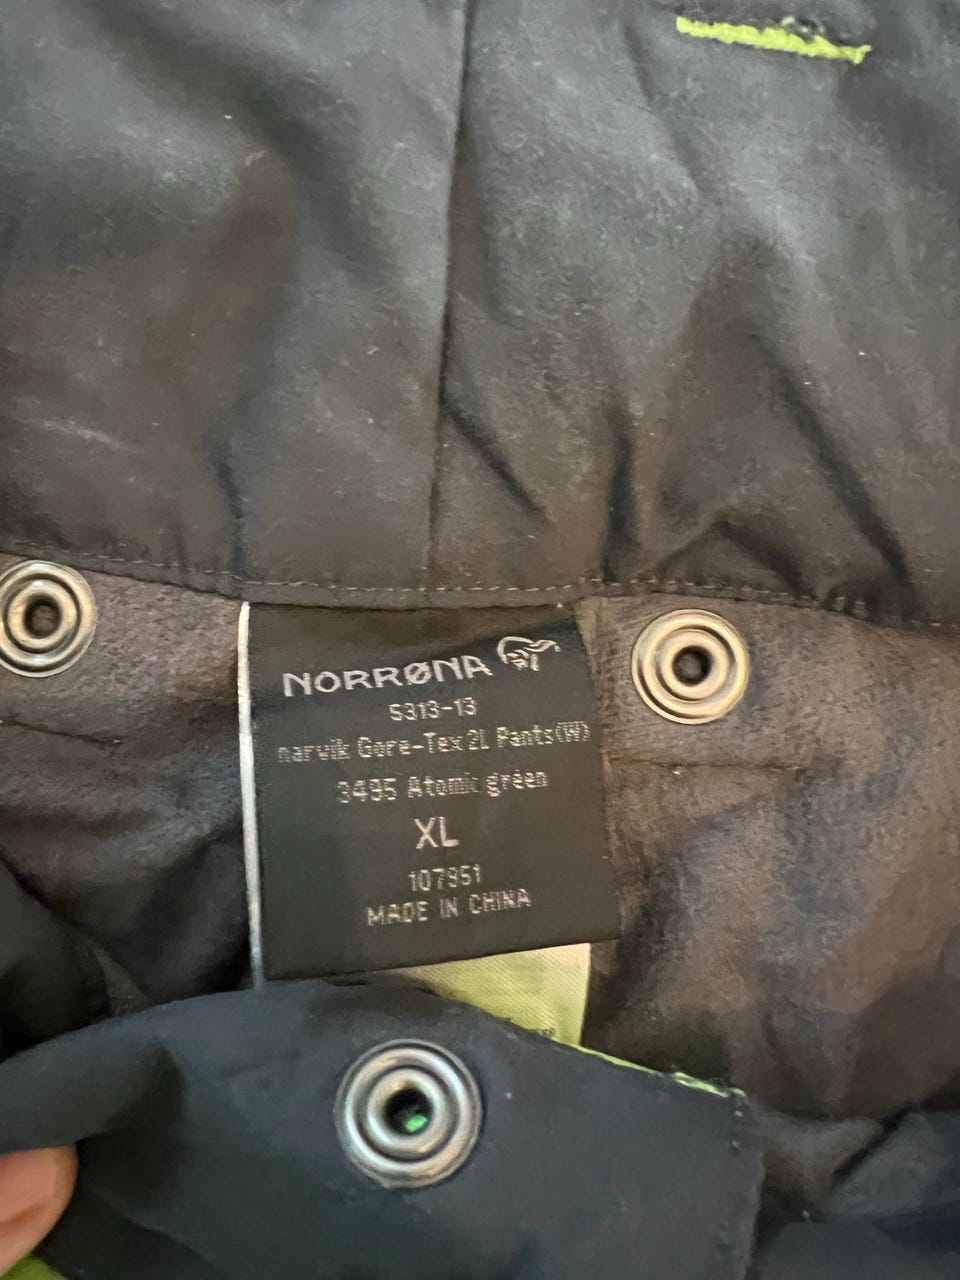 NORRØNA
5313-13
narvik Gore-Tex 2L Pants(W)
3495 Atomic green
XL
107951
MADE IN CHINA